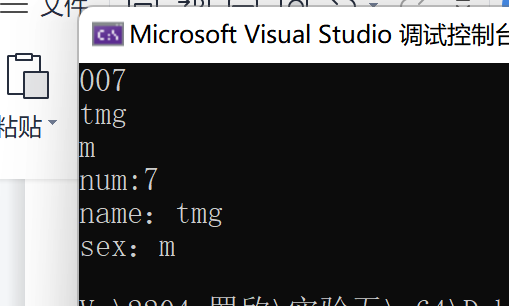 文件
Microsoft Visual Studio 调试控制台
粘贴
007
tmg
m
num:7
name：tmg
sex：m